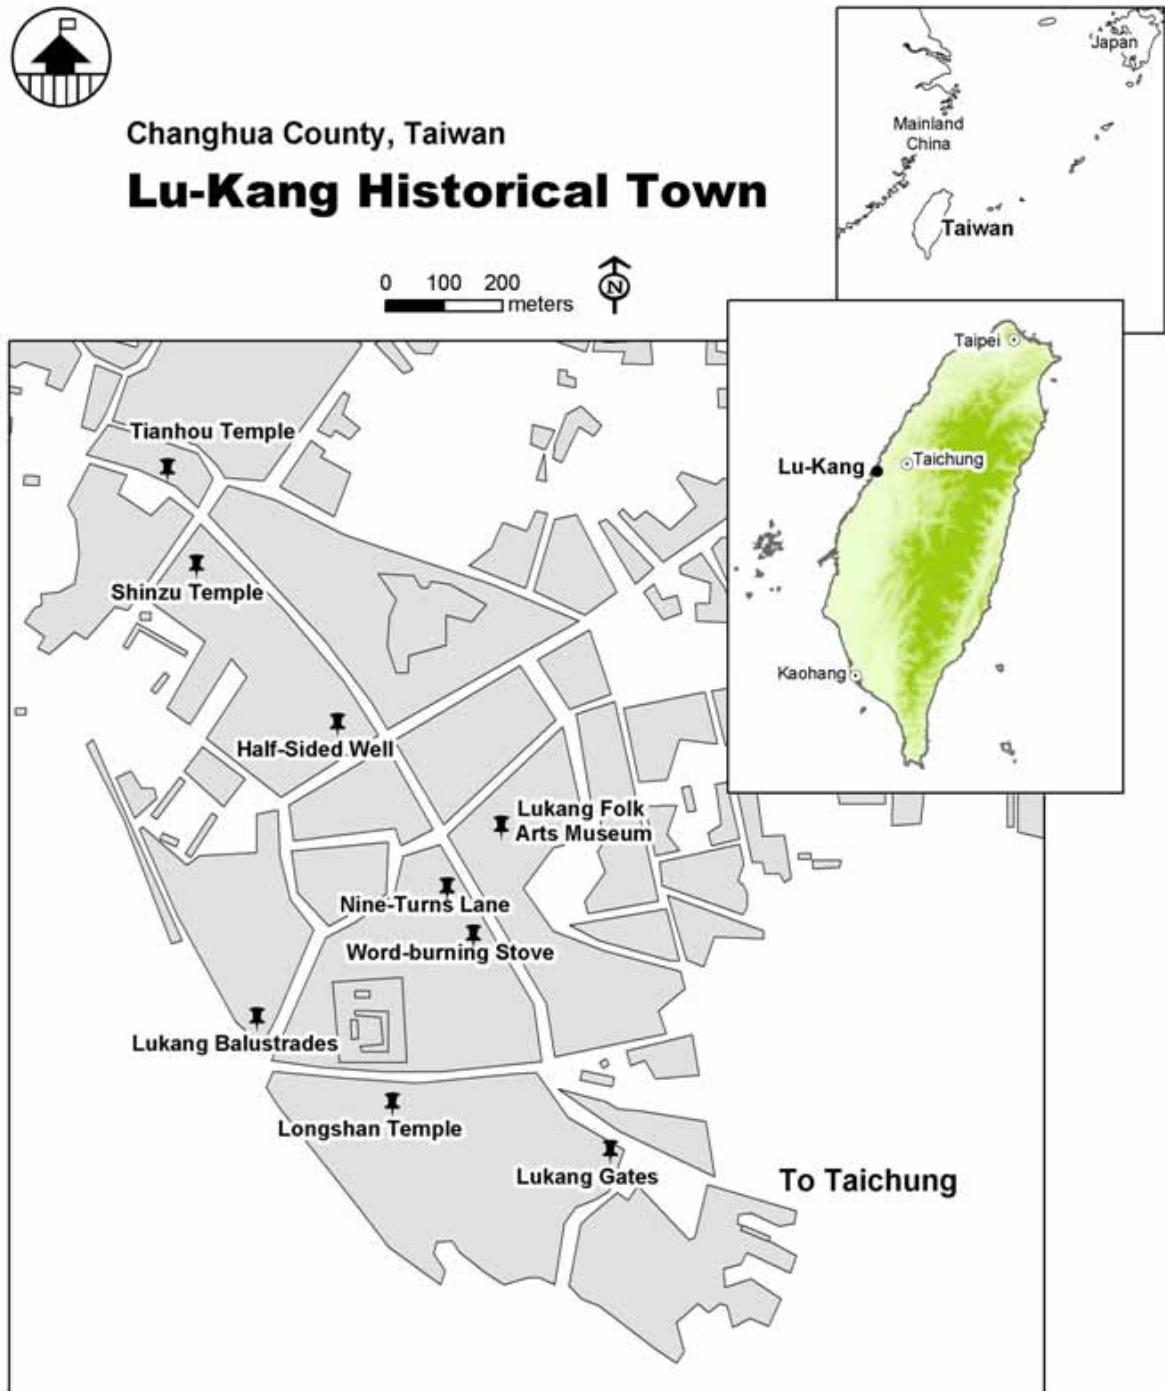 Changhua County, Taiwan
Lu-Kang Historical Town
0 100 200
meters
N
Japan
Mainland
China
Taiwan
Taipei
Lu-Kang
Taichung
Kaohang
Tianhou Temple
Shinzu Temple
Half-Sided Well
Lukang Folk
Arts Museum
Nine-Turns Lane
Word-burning Stove
Lukang Balustrades
Longshan Temple
Lukang Gates
To Taichung